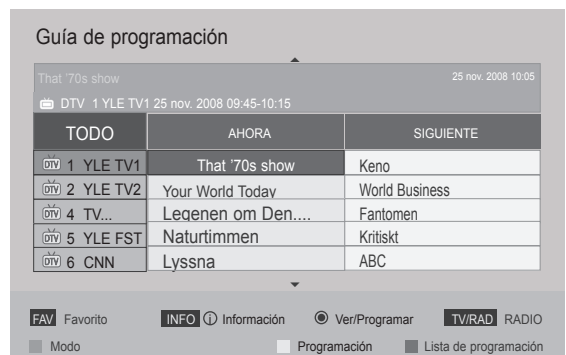 Guía de programación
That '70s show 25 nov. 2008 10:05
DTV 1 YLE TV1 25 nov. 2008 09:45-10:15
TODO AHORA SIGUIENTE
DTV 1 YLE TV1 That '70s show Keno
DTV 2 YLE TV2 Your World Today World Business
DTV 4 TV... Legenen om Den.... Fantomen
DTV 5 YLE FST Naturtimmen Kritiskt
DTV 6 CNN Lyssna ABC
FAV Favorito INFO i Información Ver/Programar TV/RAD RADIO
Modo Programación Lista de programación